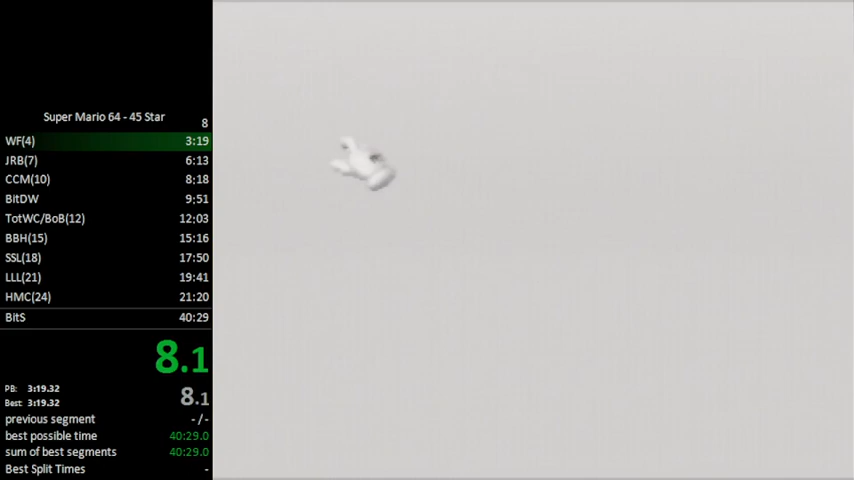 Super Mario 64 - 45 Star
8
WF(4) 3:19
JRB(7) 6:13
CCM(10) 8:18
BitDW 9:51
TotWC/BoB(12) 12:03
BBH(15) 15:16
SSL(18) 17:50
LLL(21) 19:41
HMC(24) 21:20
BitS 40:29
8.1
PB: 3:19.32
Best: 3:19.32
8.1
previous segment -/-
best possible time 40:29.0
sum of best segments 40:29.0
Best Split Times -